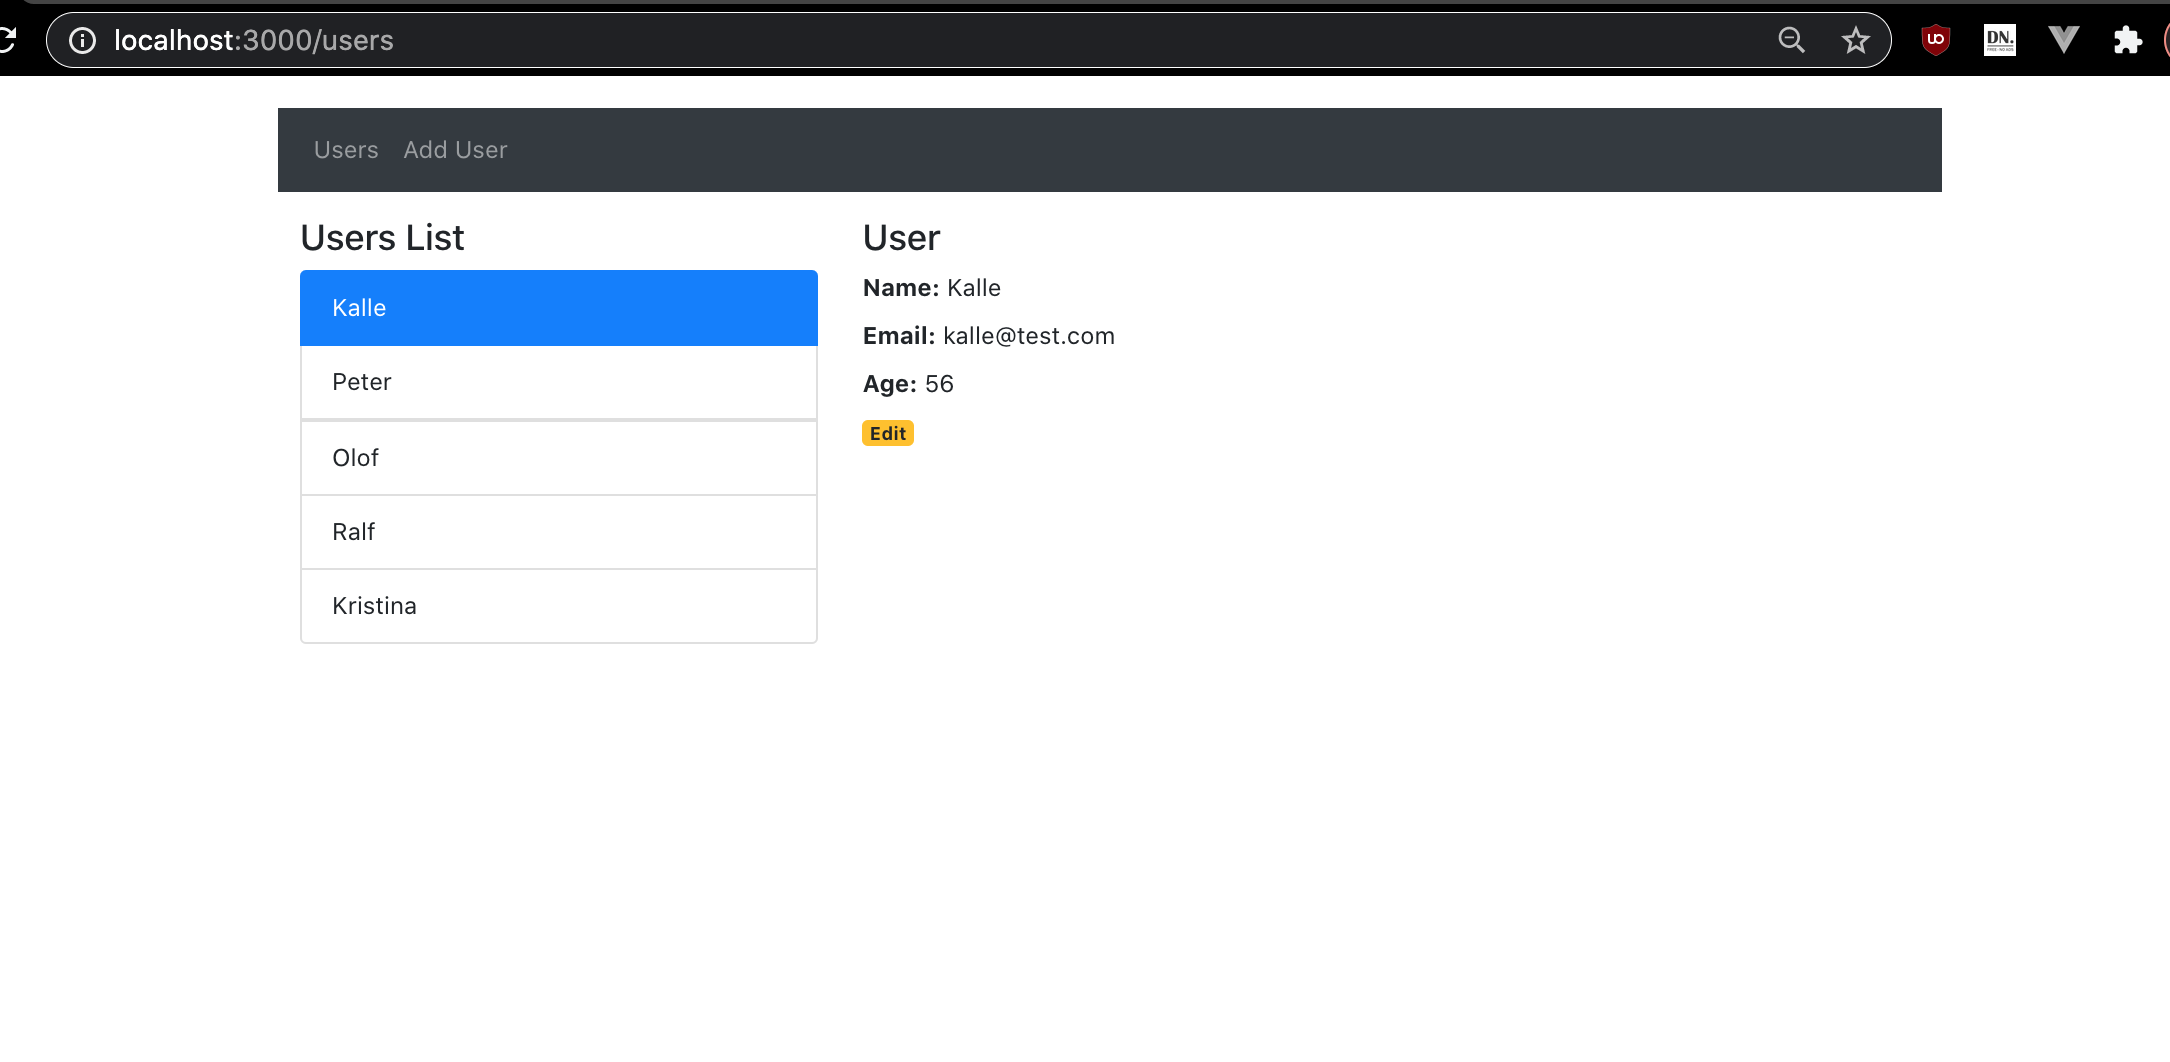 localhost:3000/users
UO
DN.
Users Add User
Users List
Kalle
Peter
Olof
Ralf
Kristina
User
Name: Kalle
Email: kalle@test.com
Age: 56
Edit